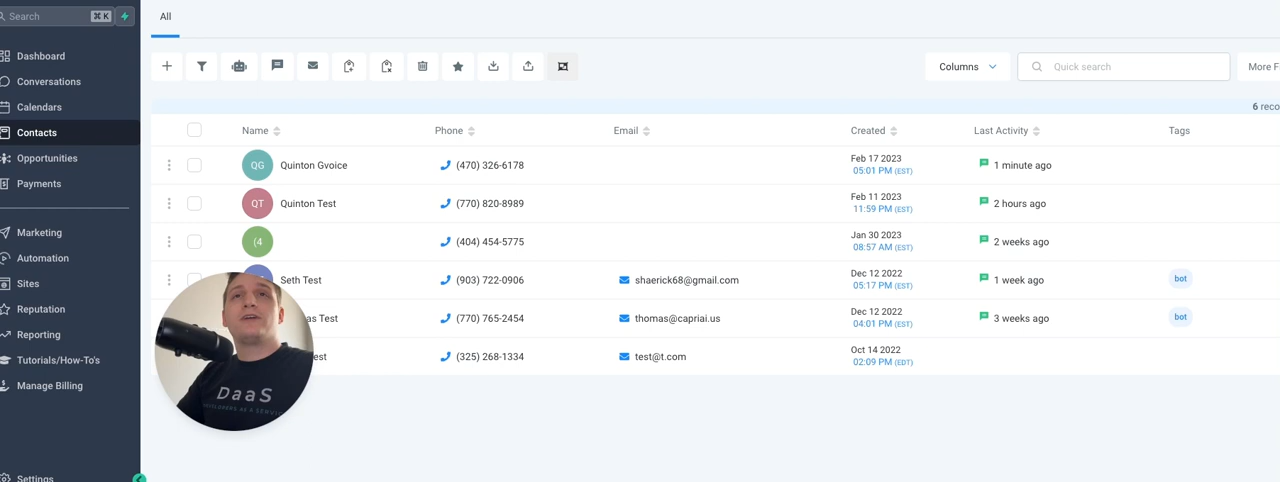 Search ⌘ K
All
Dashboard
Conversations
Calendars
Contacts
Opportunities
Payments
Marketing
Automation
Sites
Reputation
Reporting
Tutorials/How-To's
Manage Billing
Settings
Columns
Quick search
More F
6 reco
Name Phone Email Created Last Activity Tags
QG Quinton Gvoice (470) 326-6178 Feb 17 2023 05:01 PM (EST) 1 minute ago
QT Quinton Test (770) 820-8989 Feb 11 2023 11:59 PM (EST) 2 hours ago
(4 (404) 454-5775 Jan 30 2023 08:57 AM (EST) 2 weeks ago
Seth Test (903) 722-0906 shaerick68@gmail.com Dec 12 2022 05:17 PM (EST) 1 week ago bot
as Test (770) 765-2454 thomas@capriai.us Dec 12 2022 04:01 PM (EST) 3 weeks ago bot
est (325) 268-1334 test@t.com Oct 14 2022 02:09 PM (EDT)
DaaS
DEVELOPERS AS A SERVICE